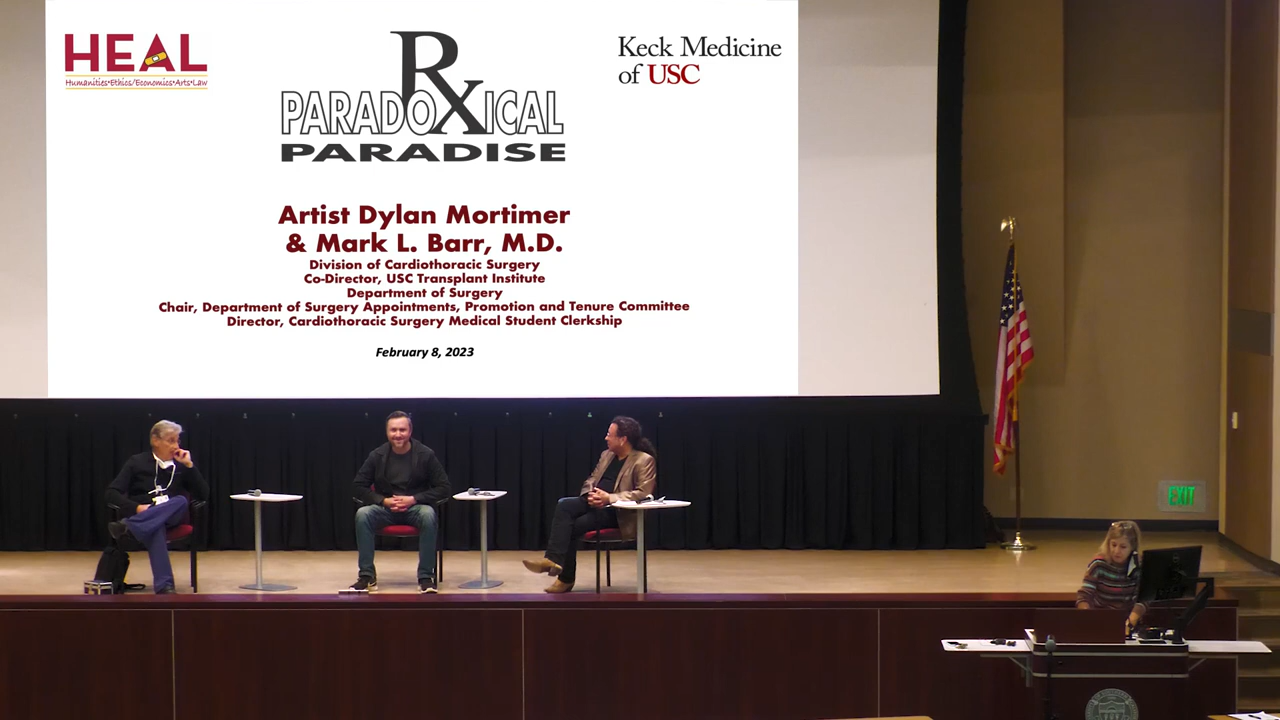 HEAL
Humanities•Ethics/Economics•Arts•Law
Rx
PARADOXICAL
PARADISE
Keck Medicine
of USC
Artist Dylan Mortimer
& Mark L. Barr, M.D.
Division of Cardiothoracic Surgery
Co-Director, USC Transplant Institute
Department of Surgery
Chair, Department of Surgery Appointments, Promotion and Tenure Committee
Director, Cardiothoracic Surgery Medical Student Clerkship
February 8, 2023
EXIT